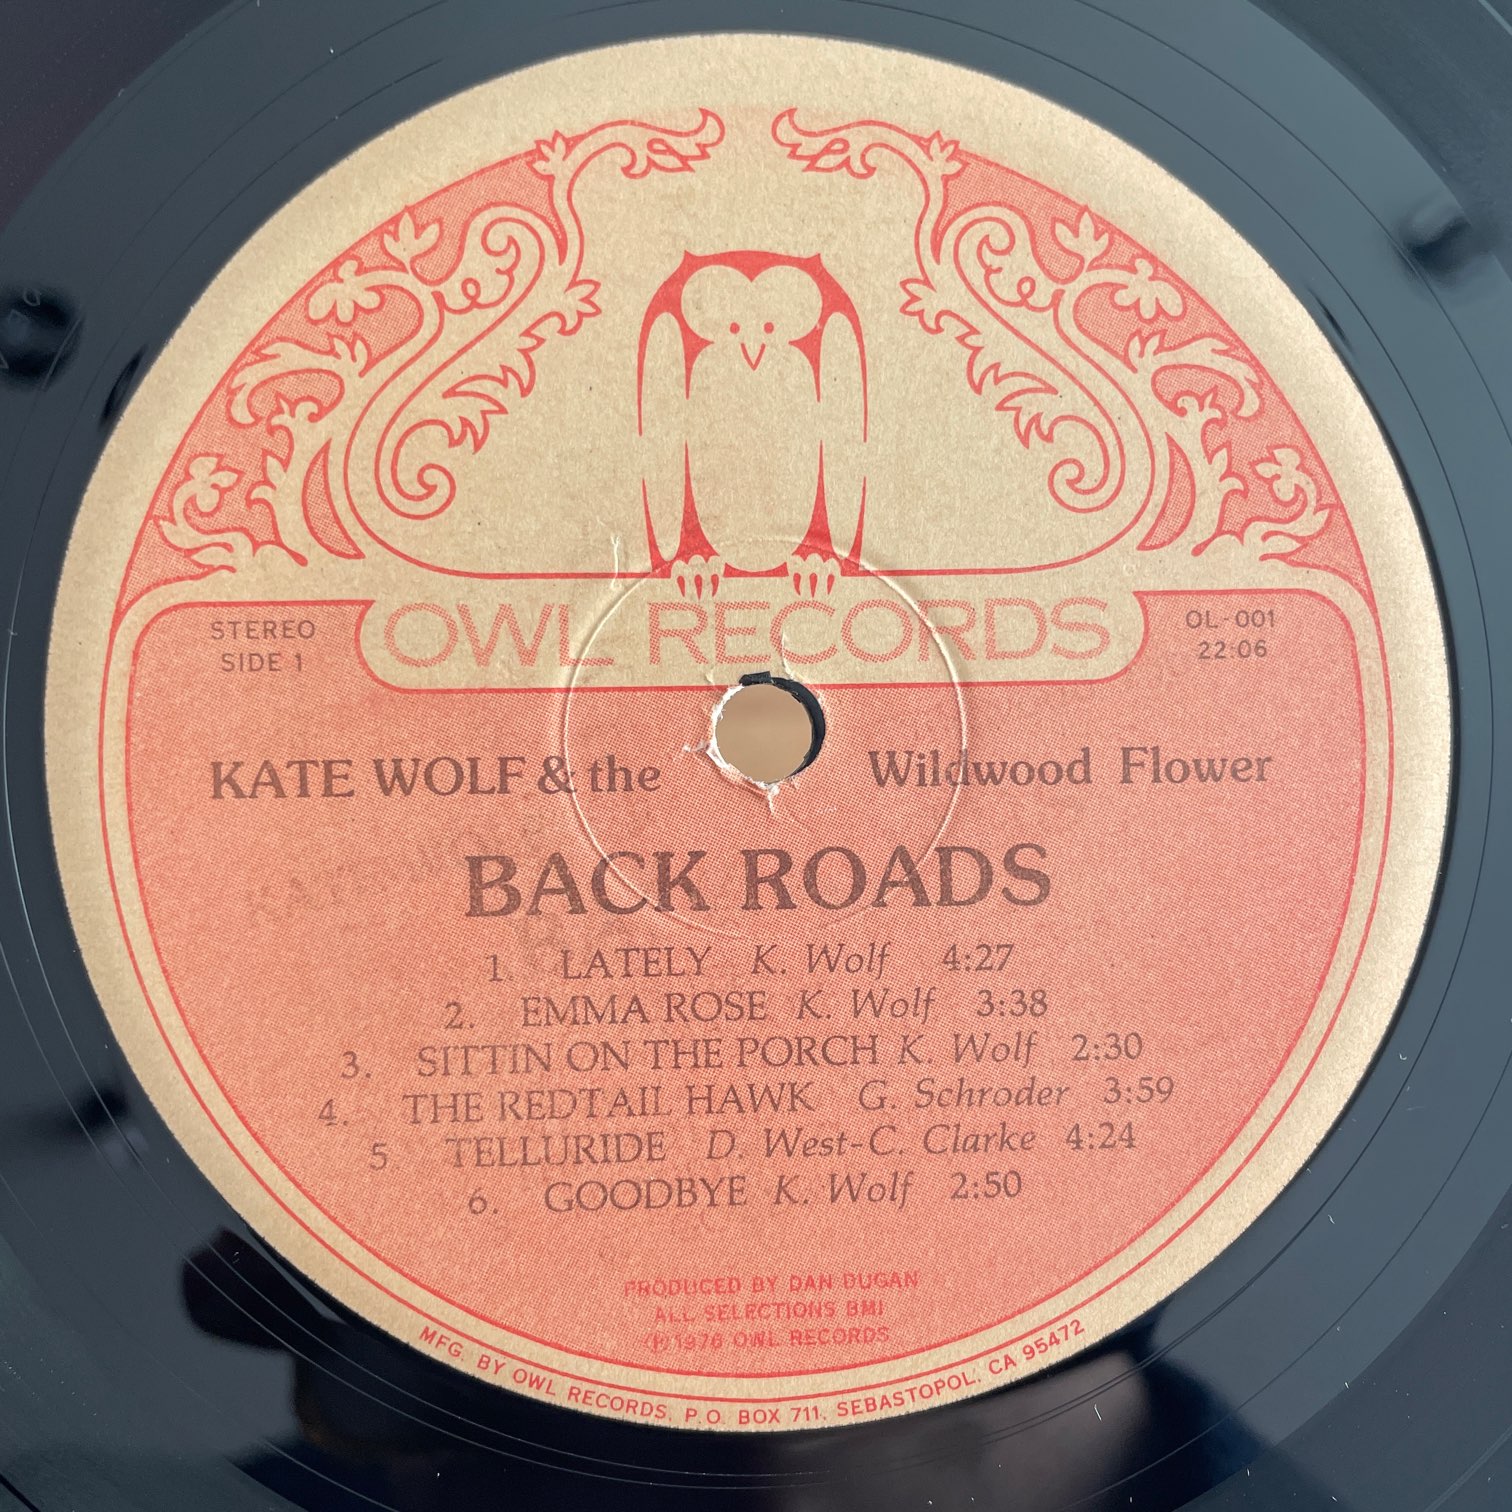 OWL RECORDS
STEREO
SIDE 1
OL-001
22:06
KATE WOLF & the Wildwood Flower
BACK ROADS
1. LATELY K. Wolf 4:27
2. EMMA ROSE K. Wolf 3:38
3. SITTIN ON THE PORCH K. Wolf 2:30
4. THE REDTAIL HAWK G. Schroder 3:59
5 TELLURIDE D. West-C. Clarke 4:24
6. GOODBYE K. Wolf 2:50
PRODUCED BY DAN DUGAN
ALL SELECTIONS BMI
Ⓟ1976 OWL RECORDS
MFG. BY OWL RECORDS, P.O. BOX 711, SEBASTOPOL, CA 95472